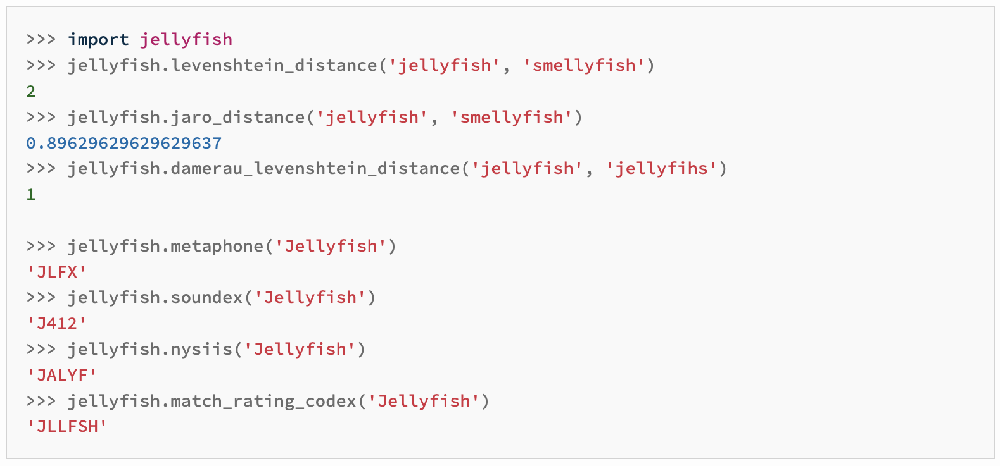 >>> import jellyfish
>>> jellyfish.levenshtein_distance('jellyfish', 'smellyfish')
2
>>> jellyfish.jaro_distance('jellyfish', 'smellyfish')
0.89629629629629637
>>> jellyfish.damerau_levenshtein_distance('jellyfish', 'jellyfihs')
1
>>> jellyfish.metaphone('Jellyfish')
'JLFX'
>>> jellyfish.soundex('Jellyfish')
'J412'
>>> jellyfish.nysiis('Jellyfish')
'JALYF'
>>> jellyfish.match_rating_codex('Jellyfish')
'JLLFSH'